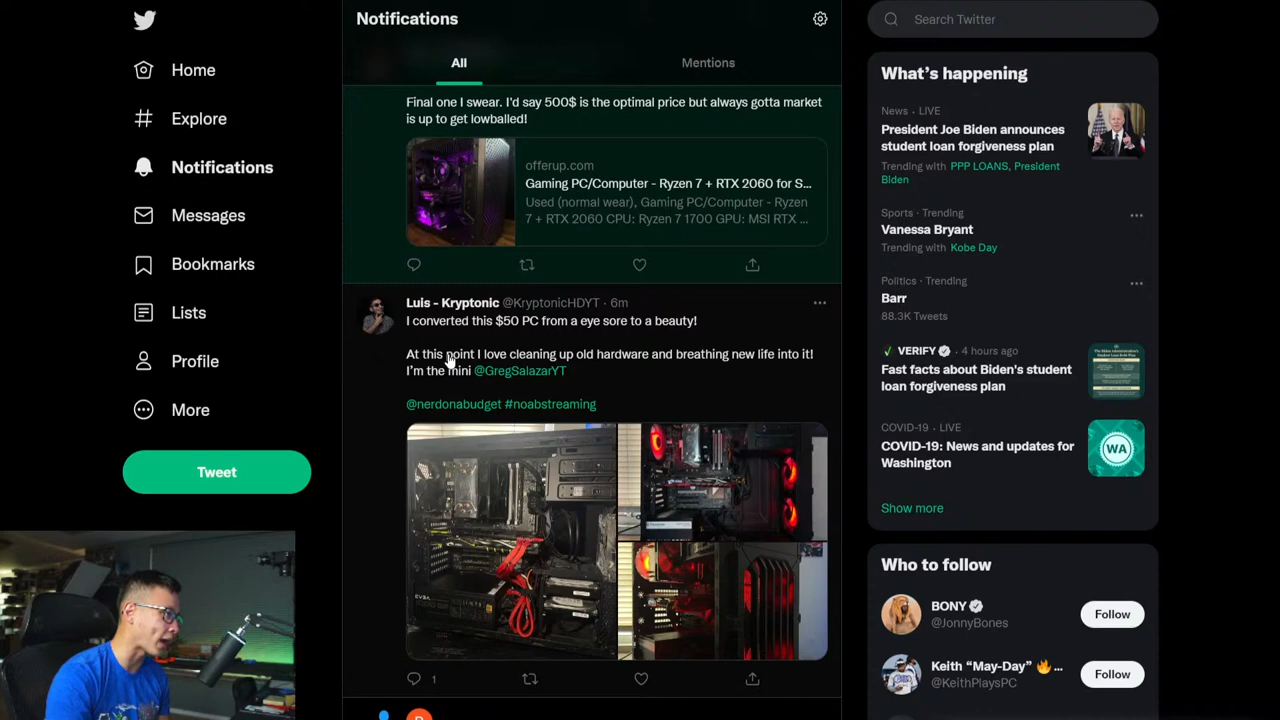 Home
Explore
Notifications
Messages
Bookmarks
Lists
Profile
More
Tweet
Notifications
All
Mentions
Final one I swear. I'd say 500$ is the optimal price but always gotta market
is up to get lowballed!
offerup.com
Gaming PC/Computer - Ryzen 7 + RTX 2060 for S...
Used (normal wear), Gaming PC/Computer - Ryzen
7 + RTX 2060 CPU: Ryzen 7 1700 GPU: MSI RTX ...
Luis - Kryptonic @KryptonicHDYT · 6m
I converted this $50 PC from a eye sore to a beauty!
At this point I love cleaning up old hardware and breathing new life into it!
I'm the mini @GregSalazarYT
@nerdonabudget #noabstreaming
EVGA
1
Search Twitter
What's happening
News · LIVE
President Joe Biden announces
student loan forgiveness plan
Trending with PPP LOANS, President
Biden
Sports · Trending
Vanessa Bryant
Trending with Kobe Day
Politics · Trending
Barr
88.3K Tweets
VERIFY · 4 hours ago
Fast facts about Biden's student
loan forgiveness plan
COVID-19 · LIVE
COVID-19: News and updates for
Washington
WA
Show more
Who to follow
BONY
@JonnyBones
Follow
Keith "May-Day" 🔥 ...
@KeithPlaysPC
Follow